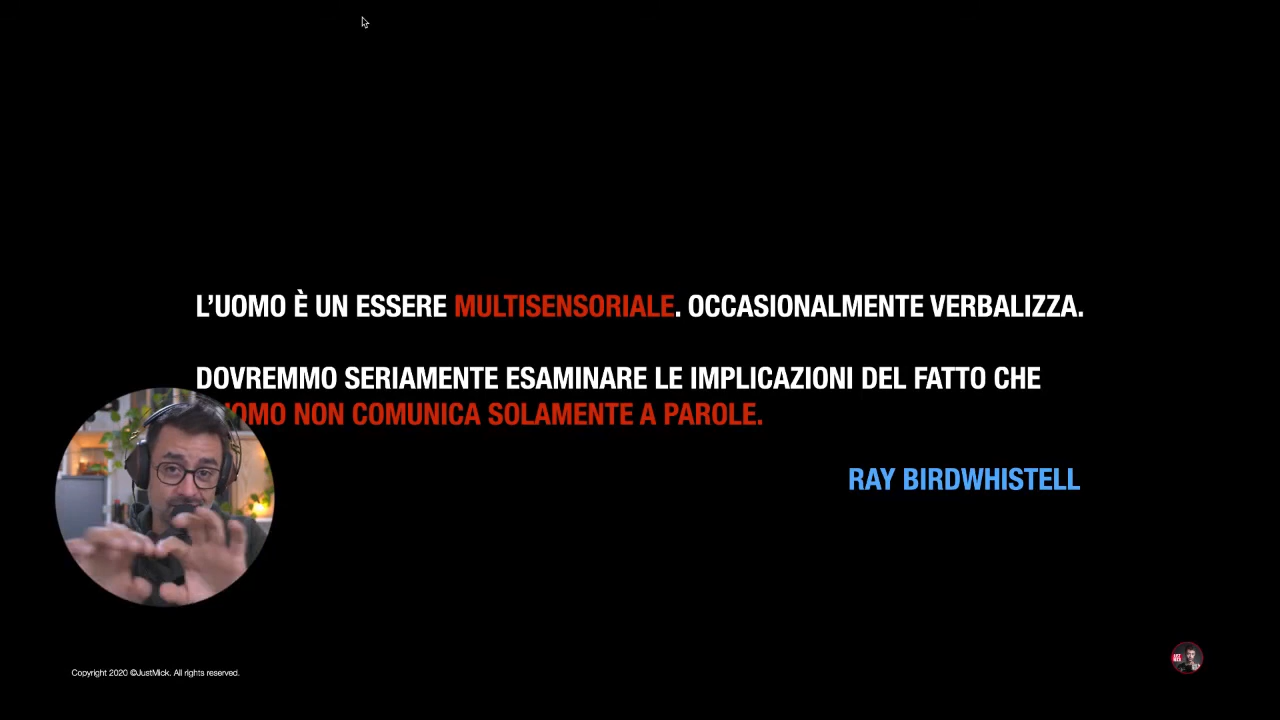 L'UOMO È UN ESSERE MULTISENSORIALE. OCCASIONALMENTE VERBALIZZA.
DOVREMMO SERIAMENTE ESAMINARE LE IMPLICAZIONI DEL FATTO CHE
NON COMUNICA SOLAMENTE A PAROLE.
RAY BIRDWHISTELL
Copyright 2020 ©JustMick. All rights reserved.